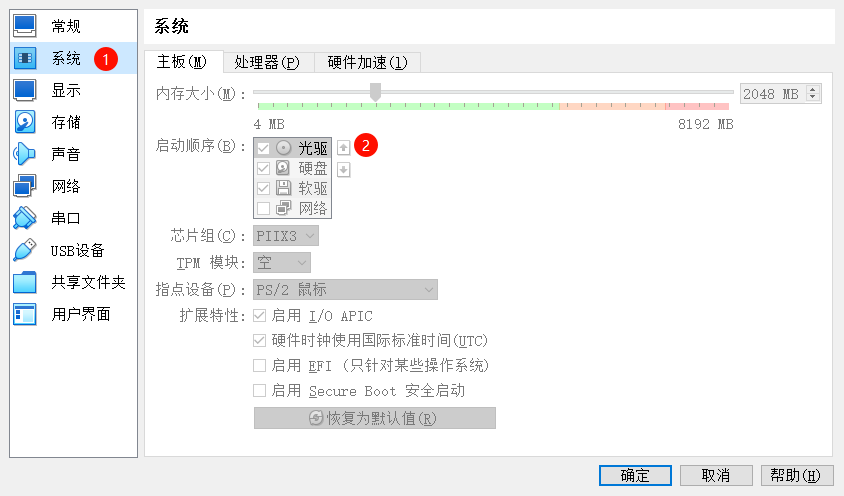 常规
系统 1
显示
存储
声音
网络
串口
USB设备
共享文件夹
用户界面
系统
主板(M) 处理器(P) 硬件加速(l)
内存大小(M): 2048 MB
4 MB 8192 MB
启动顺序(B): 光驱 2
硬盘
软驱
网络
芯片组(C): PIIX3
TPM 模块: 空
指点设备(P): PS/2 鼠标
扩展特性: 启用 I/O APIC
硬件时钟使用国际标准时间(UTC)
启用 EFI (只针对某些操作系统)
启用 Secure Boot 安全启动
恢复为默认值(R)
确定 取消 帮助(H)